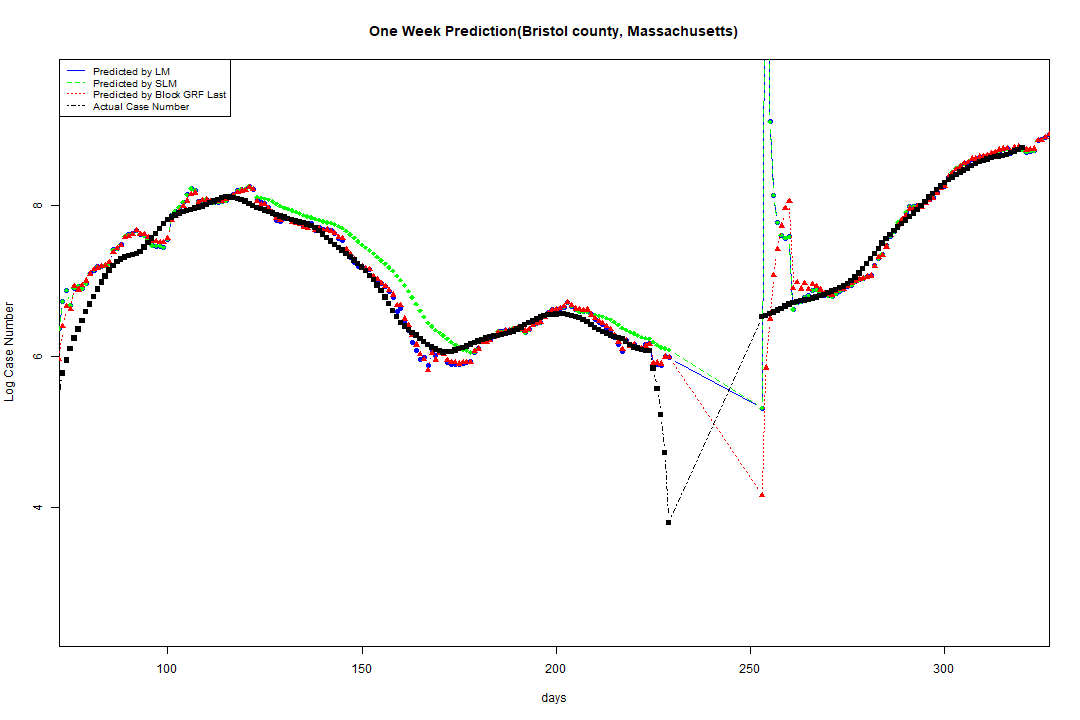 One Week Prediction(Bristol county, Massachusetts)
Predicted by LM
Predicted by SLM
Predicted by Block GRF Last
Actual Case Number
Log Case Number
8
6
4
100 150 200 250 300
days